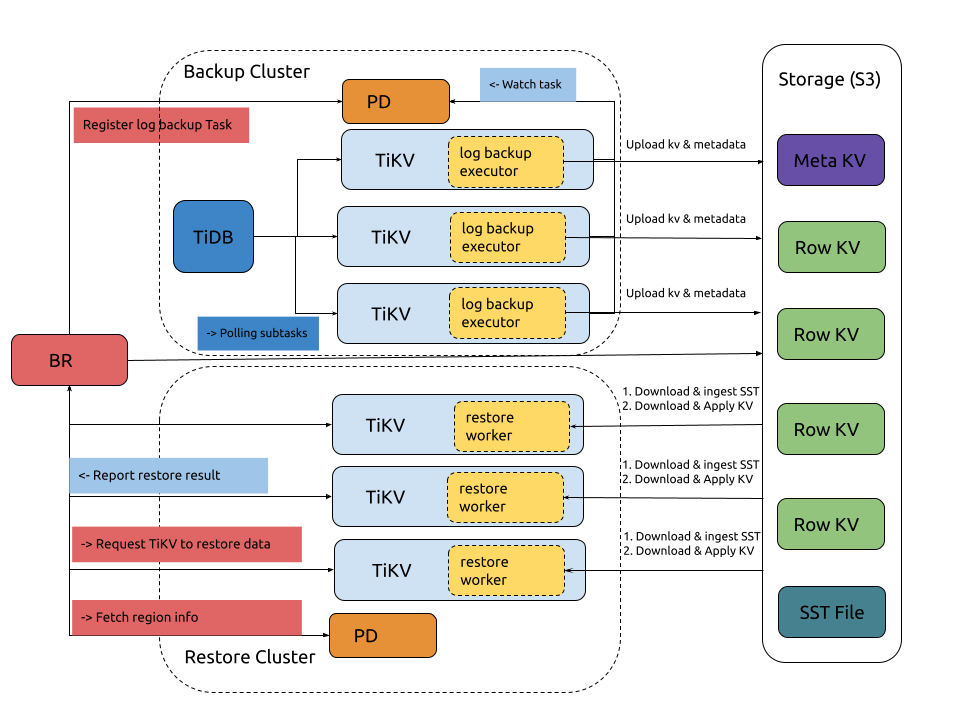 Backup Cluster
Storage (S3)
<- Watch task
PD
Register log backup Task
Upload kv & metadata
TiKV
log backup
executor
Meta KV
Upload kv & metadata
TiDB
TiKV
log backup
executor
Row KV
Upload kv & metadata
TiKV
log backup
executor
-> Polling subtasks
Row KV
BR
1. Download & ingest SST
2. Download & Apply KV
TiKV
restore
worker
Row KV
<- Report restore result
1. Download & ingest SST
2. Download & Apply KV
TiKV
restore
worker
Row KV
-> Request TiKV to restore data
1. Download & ingest SST
2. Download & Apply KV
TiKV
restore
worker
-> Fetch region info
SST File
PD
Restore Cluster